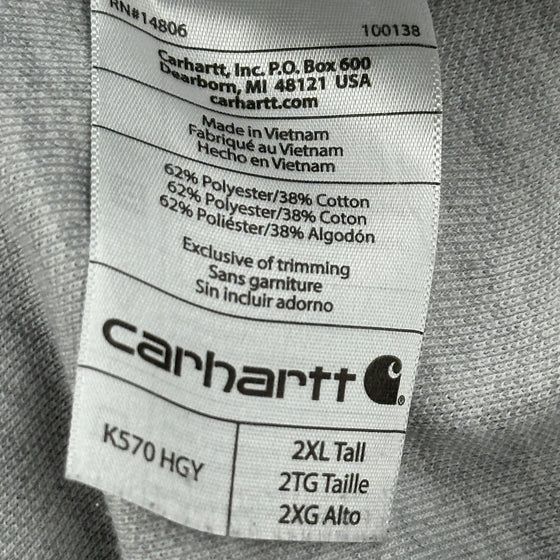 RN#14806 100138
Carhartt, Inc. P.O. Box 600
Dearborn, MI 48121 USA
carhartt.com
Made in Vietnam
Fabriqué au Vietnam
Hecho en Vietnam
62% Polyester/38% Cotton
62% Polyester/38% Coton
62% Poliéster/38% Algodón
Exclusive of trimming
Sans garniture
Sin incluir adorno
carhartt
K570 HGY
2XL Tall
2TG Taille
2XG Alto